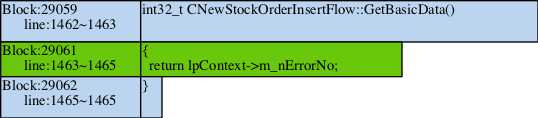 Block:29059 int32_t CNewStockOrderInsertFlow::GetBasicData()
line:1462~1463
Block:29061 {
line:1463~1465 return lpContext->m_nErrorNo;
Block:29062 }
line:1465~1465